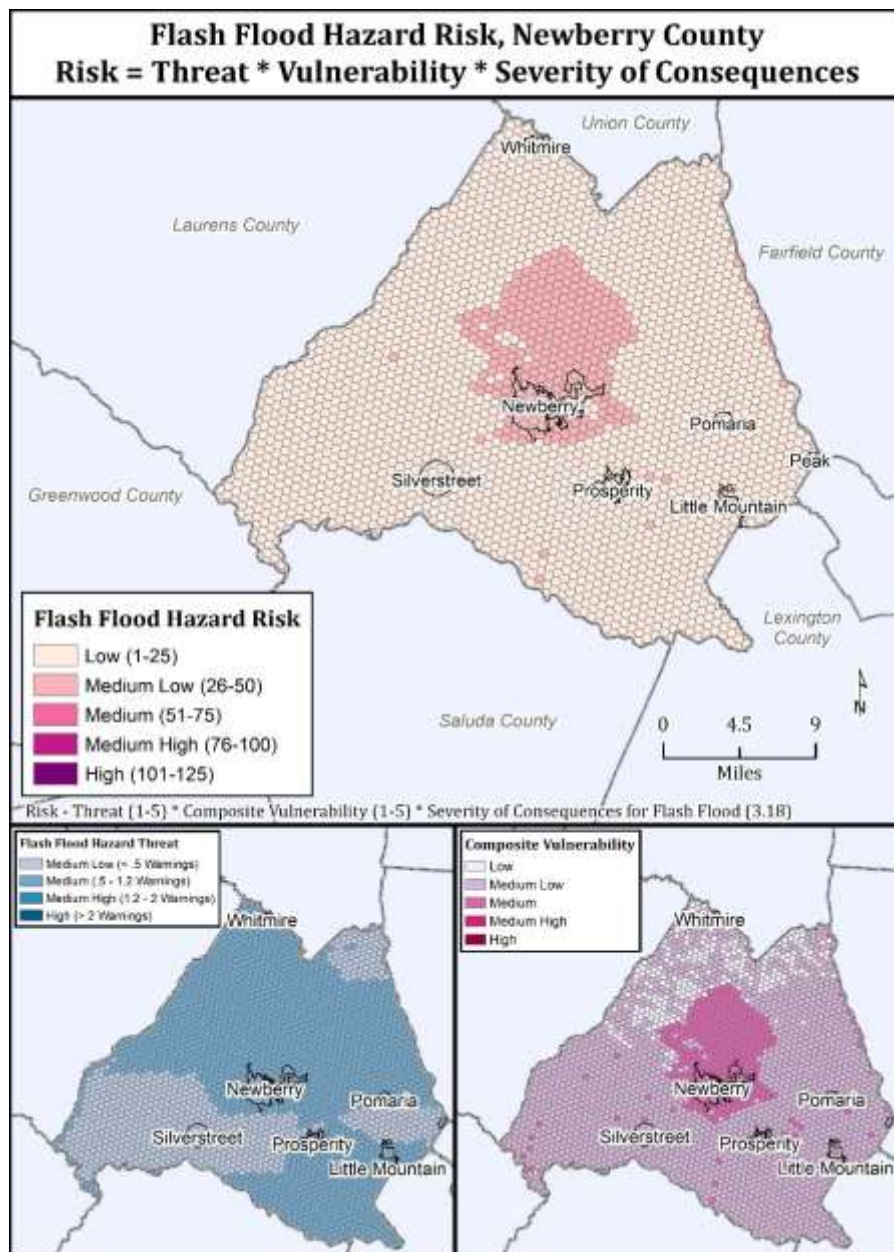 Flash Flood Hazard Risk, Newberry County
Risk = Threat * Vulnerability * Severity of Consequences
Union County
Whitmire
Laurens County
Fairfield County
Newberry
Pomaria
Peak
Silverstreet
Prosperity
Greenwood County
Little Mountain
Flash Flood Hazard Risk
Low (1-25)
Medium Low (26-50)
Medium (51-75)
Medium High (76-100)
High (101-125)
Lexington
County
Saluda County
N
0 4.5 9
Miles
Risk - Threat (1-5) * Composite Vulnerability (1-5) * Severity of Consequences for Flash Flood (3.18)
Flash Flood Hazard Threat
Medium Low (< .5 Warnings)
Medium (.5 - 1.2 Warnings)
Medium High (1.2 - 2 Warnings)
High (> 2 Warnings)
Whitmire
Newberry
Pomaria
Silverstreet
Prosperity
Little Mountain
Composite Vulnerability
Low
Medium Low
Medium
Medium High
High
Whitmire
Newberry
Pomaria
Silverstreet
Prosperity
Little Mountain